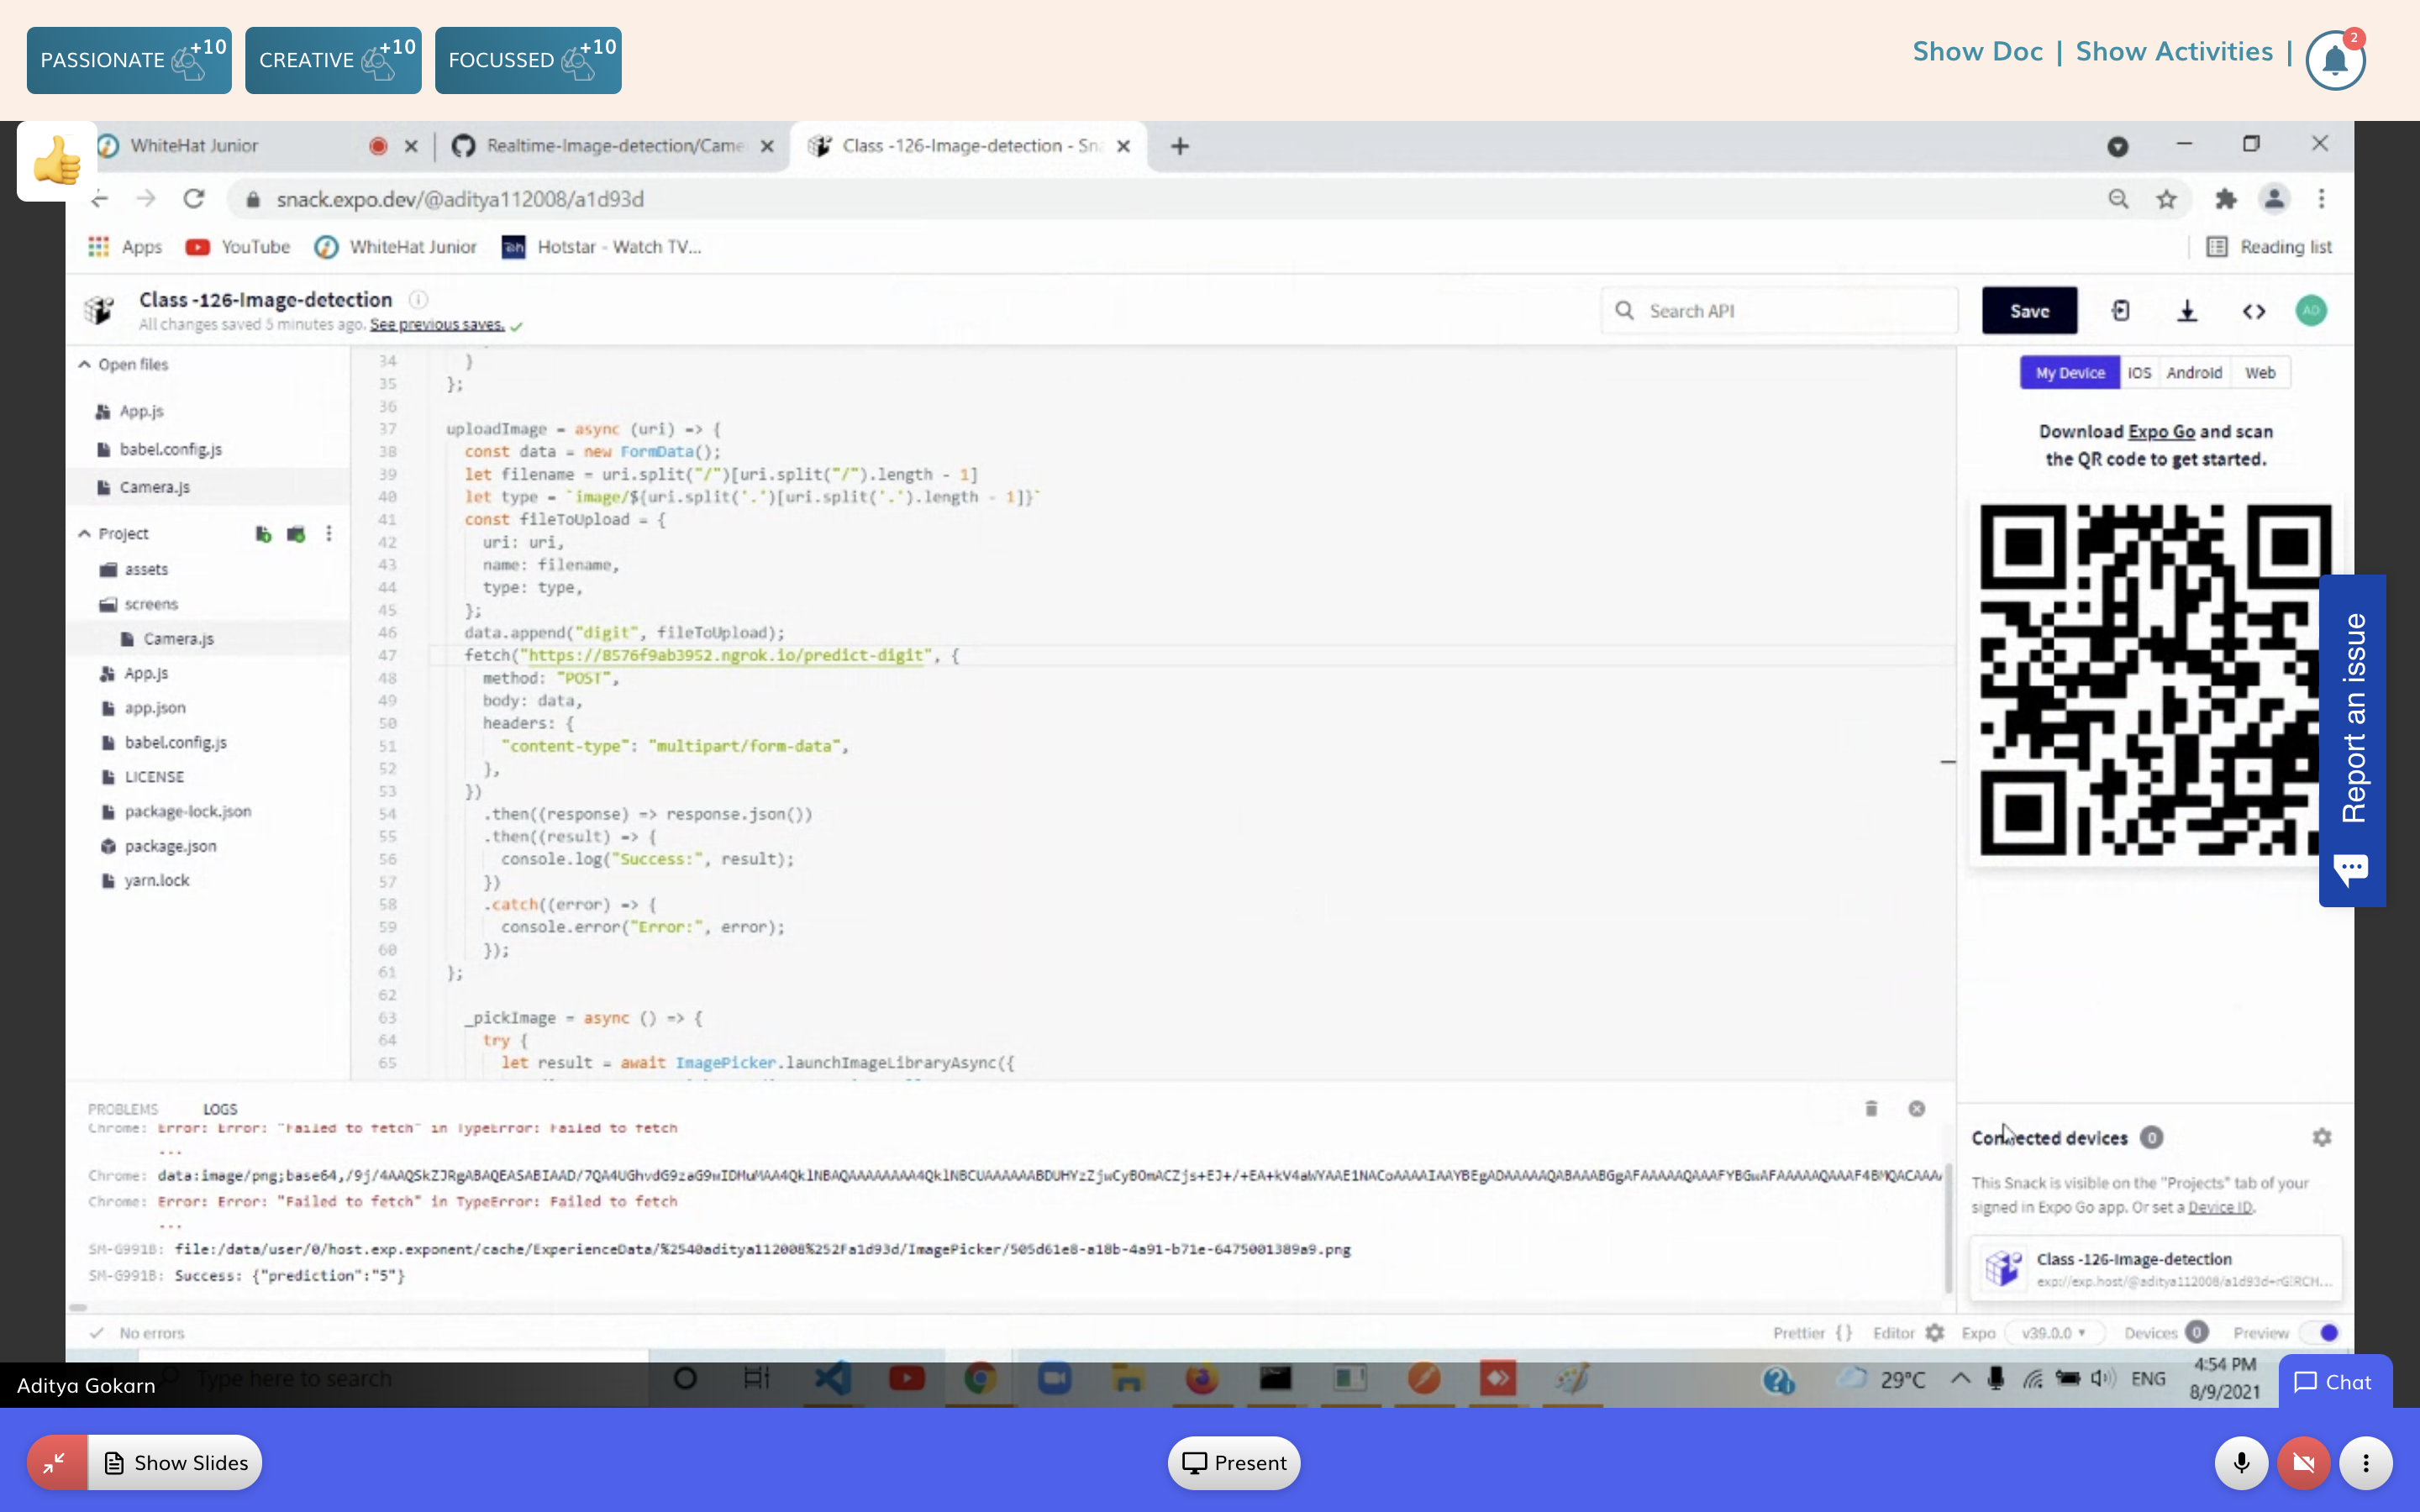 PASSIONATE +10 CREATIVE +10 FOCUSSED +10
Show Doc | Show Activities | 2
WhiteHat Junior Realtime-Image-detection/Came Class -126-Image-detection - Sn
snack.expo.dev/@aditya112008/a1d93d
Apps YouTube WhiteHat Junior Hotstar - Watch TV... Reading list
Class -126-Image-detection
All changes saved 5 minutes ago. See previous saves.
Search API Save AD
Open files
App.js
babel.config.js
Camera.js
Project
assets
screens
Camera.js
App.js
app.json
babel.config.js
LICENSE
package-lock.json
package.json
yarn.lock
34 }
35 };
36
37 uploadImage = async (uri) => {
38 const data = new FormData();
39 let filename = uri.split("/")[uri.split("/").length - 1]
40 let type = `image/${uri.split('.')[uri.split('.').length - 1]}`
41 const fileToUpload = {
42 uri: uri,
43 name: filename,
44 type: type,
45 };
46 data.append("digit", fileToUpload);
47 fetch("https://8576f9ab3952.ngrok.io/predict-digit", {
48 method: "POST",
49 body: data,
50 headers: {
51 "content-type": "multipart/form-data",
52 },
53 })
54 .then((response) => response.json())
55 .then((result) => {
56 console.log("Success:", result);
57 })
58 .catch((error) => {
59 console.error("Error:", error);
60 });
61 };
62
63 _pickImage = async () => {
64 try {
65 let result = await ImagePicker.launchImageLibraryAsync({
My Device iOS Android Web
Download Expo Go and scan
the QR code to get started.
Report an issue
PROBLEMS LOGS
Chrome: Error: Error: "Failed to fetch" in TypeError: Failed to fetch
...
Chrome: data:image/png;base64,
Chrome: Error: Error: "Failed to fetch" in TypeError: Failed to fetch
...
SM-G991B: file:/data/user/0/host.exp.exponent/cache/ExperienceData/%2540aditya112008%252Fa1d93d/ImagePicker/505d61e8-a18b-4a91-b71e-6475001389a9.png
SM-G991B: Success: {"prediction":"5"}
Connected devices 0
This Snack is visible on the "Projects" tab of your
signed in Expo Go app. Or set a Device ID.
Class -126-Image-detection
exp://exp.host/@aditya112008/a1d93d
No errors
Prettier {} Editor Expo v39.0.0 Devices 0 Preview
Type here to search
29°C ENG 4:54 PM
8/9/2021
Aditya Gokarn
Chat
Show Slides Present